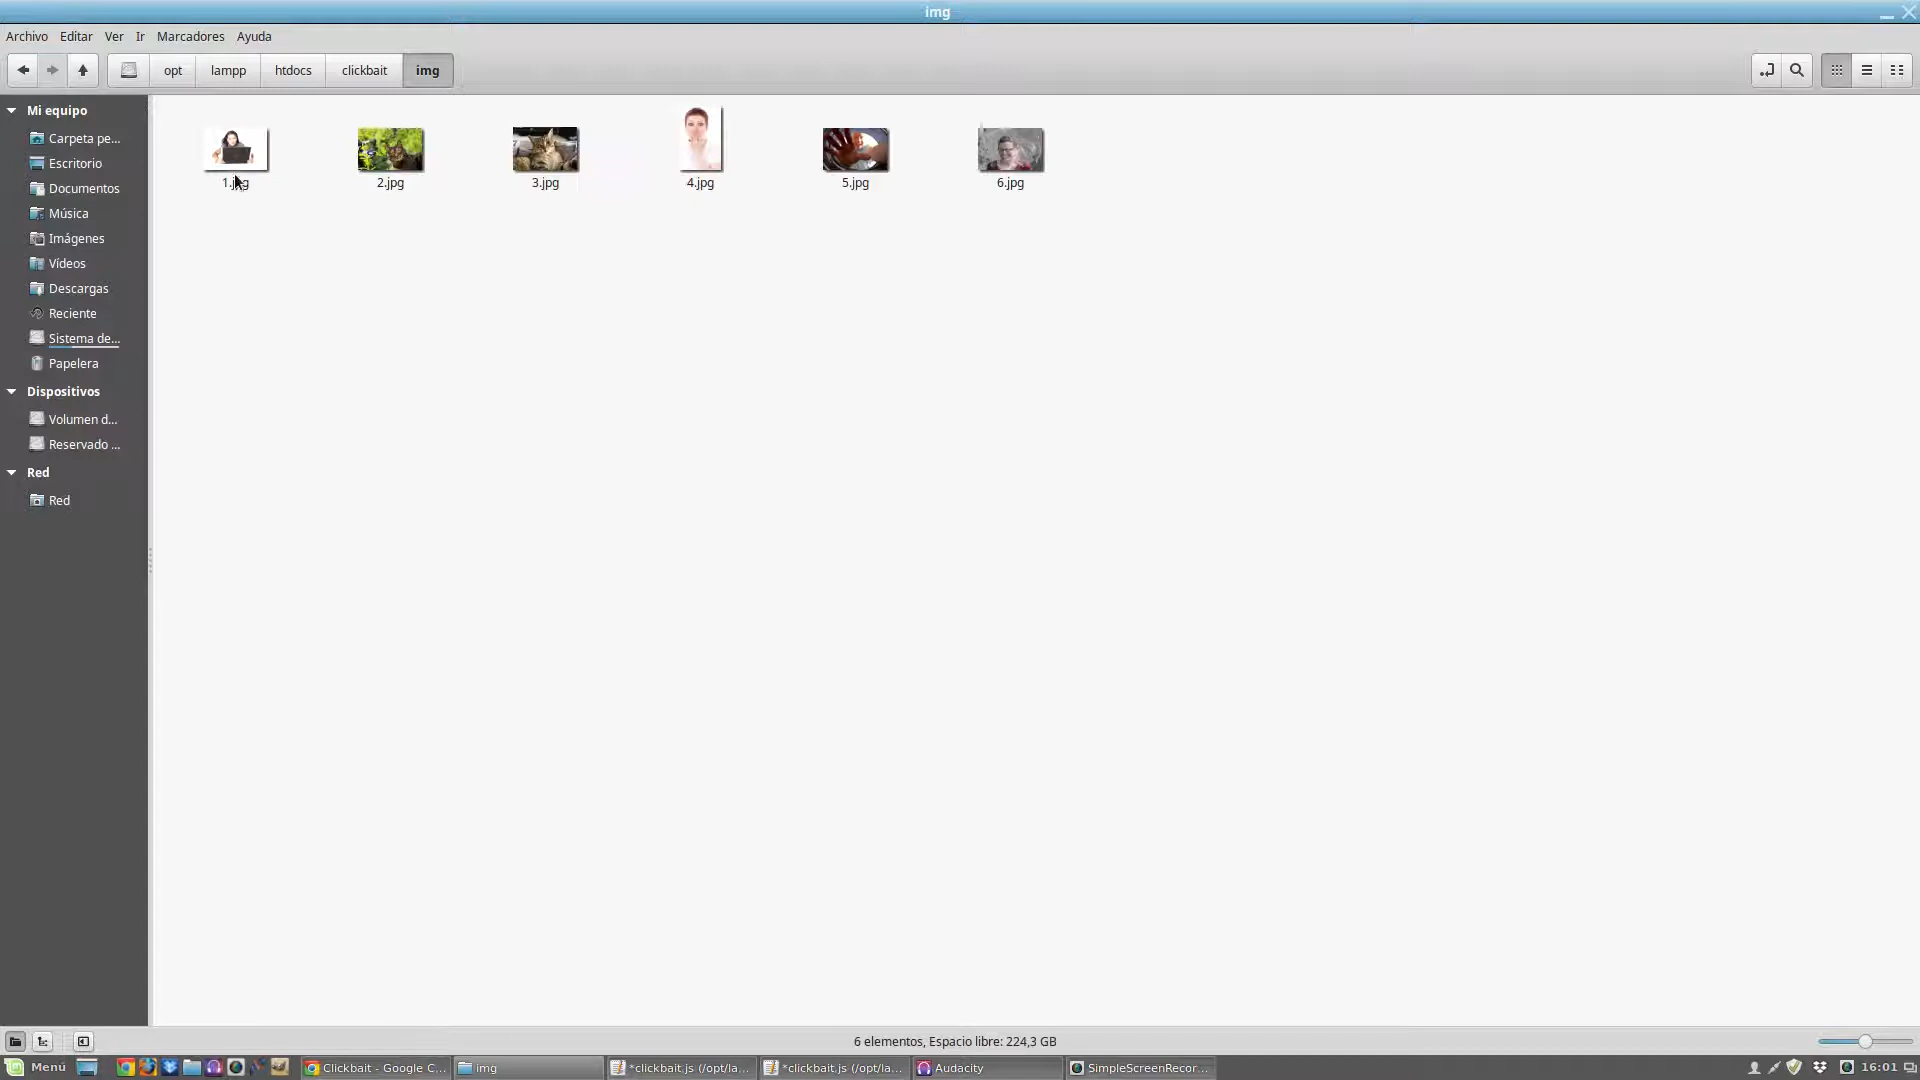 img
Archivo Editar Ver Ir Marcadores Ayuda
opt lampp htdocs clickbait img
Mi equipo
Carpeta pe...
Escritorio
Documentos
Música
Imágenes
Vídeos
Descargas
Reciente
Sistema de...
Papelera
Dispositivos
Volumen d...
Reservado ...
Red
Red
1.jpg 2.jpg 3.jpg 4.jpg 5.jpg 6.jpg
6 elementos, Espacio libre: 224,3 GB
Menú Clickbait - Google C... img *clickbait.js (/opt/la... *clickbait.js (/opt/la... Audacity SimpleScreenRecor... 16:01